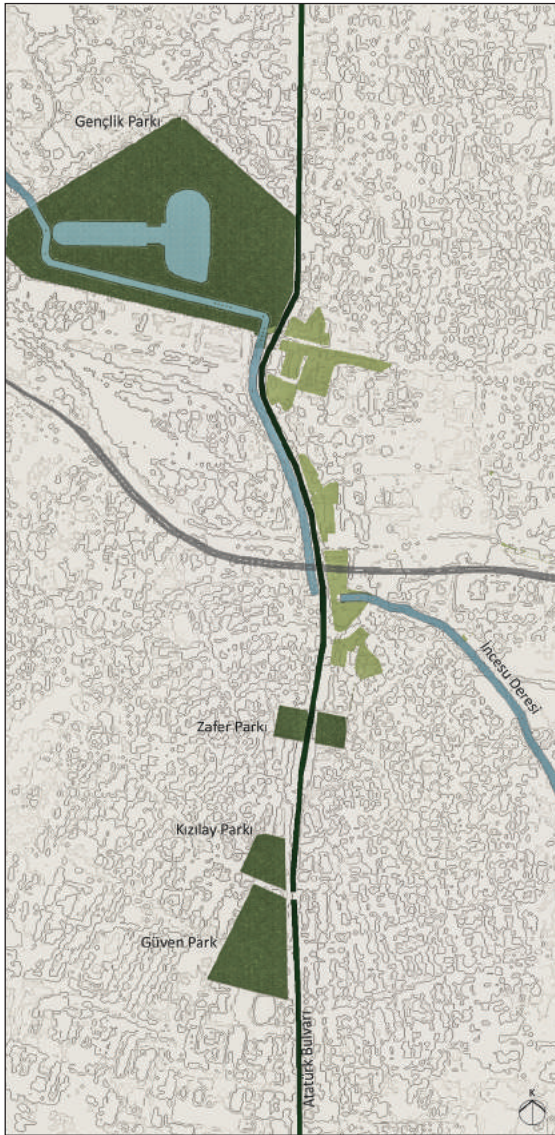 Gençlik Parkı
İncesu Deresi
Zafer Parkı
Kızılay Parkı
Güven Park
Atatürk Bulvarı
K